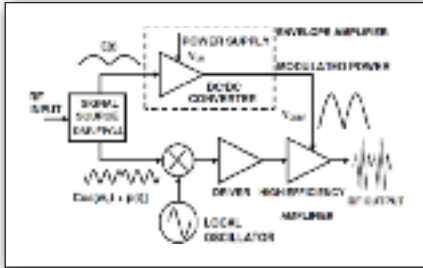 E(t)
POWER SUPPLY
ENVELOPE AMPLIFIER
MODULATED POWER
DC/DC
CONVERTER
RF
INPUT
SIGNAL
SOURCE
DRIVER
HIGH EFFICIENCY
AMPLIFIER
RF OUTPUT
LOCAL
OSCILLATOR